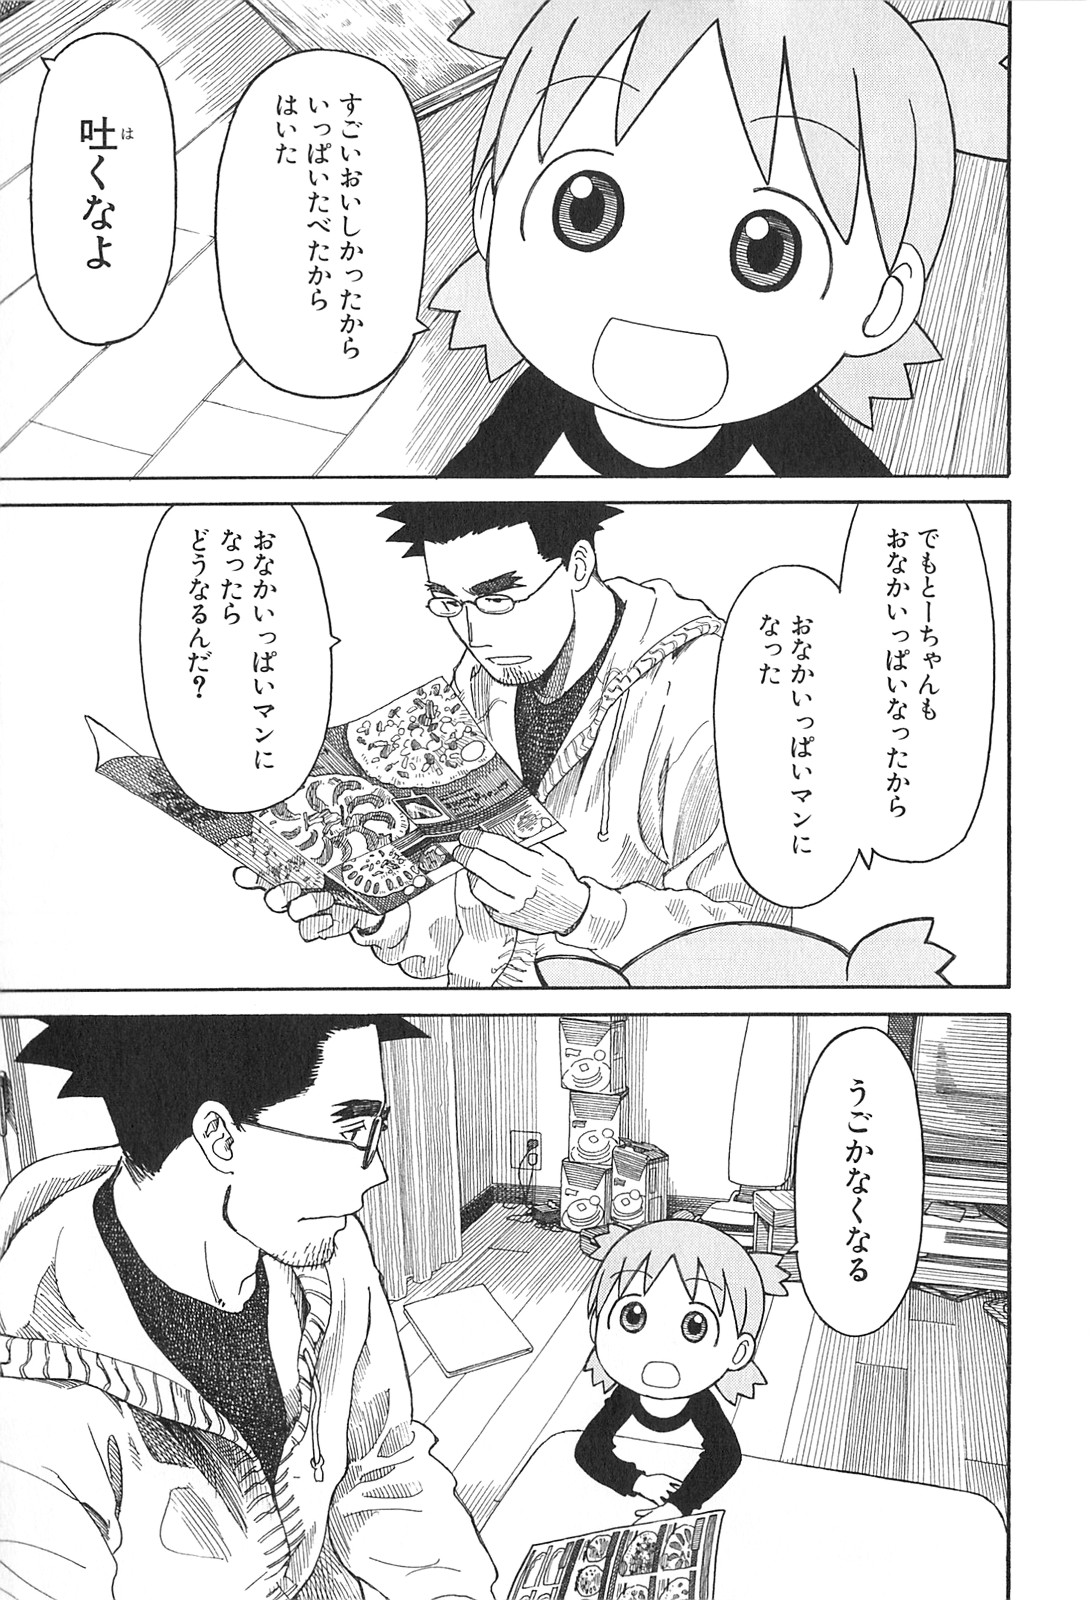 すごいおいしかったから
いっぱいたべたから
はいた
吐くなよ
は
でもとーちゃんも
おなかいっぱいなったから
おなかいっぱいマンに
なった
おなかいっぱいマンに
なったら
どうなるんだ?
うごかなくなる